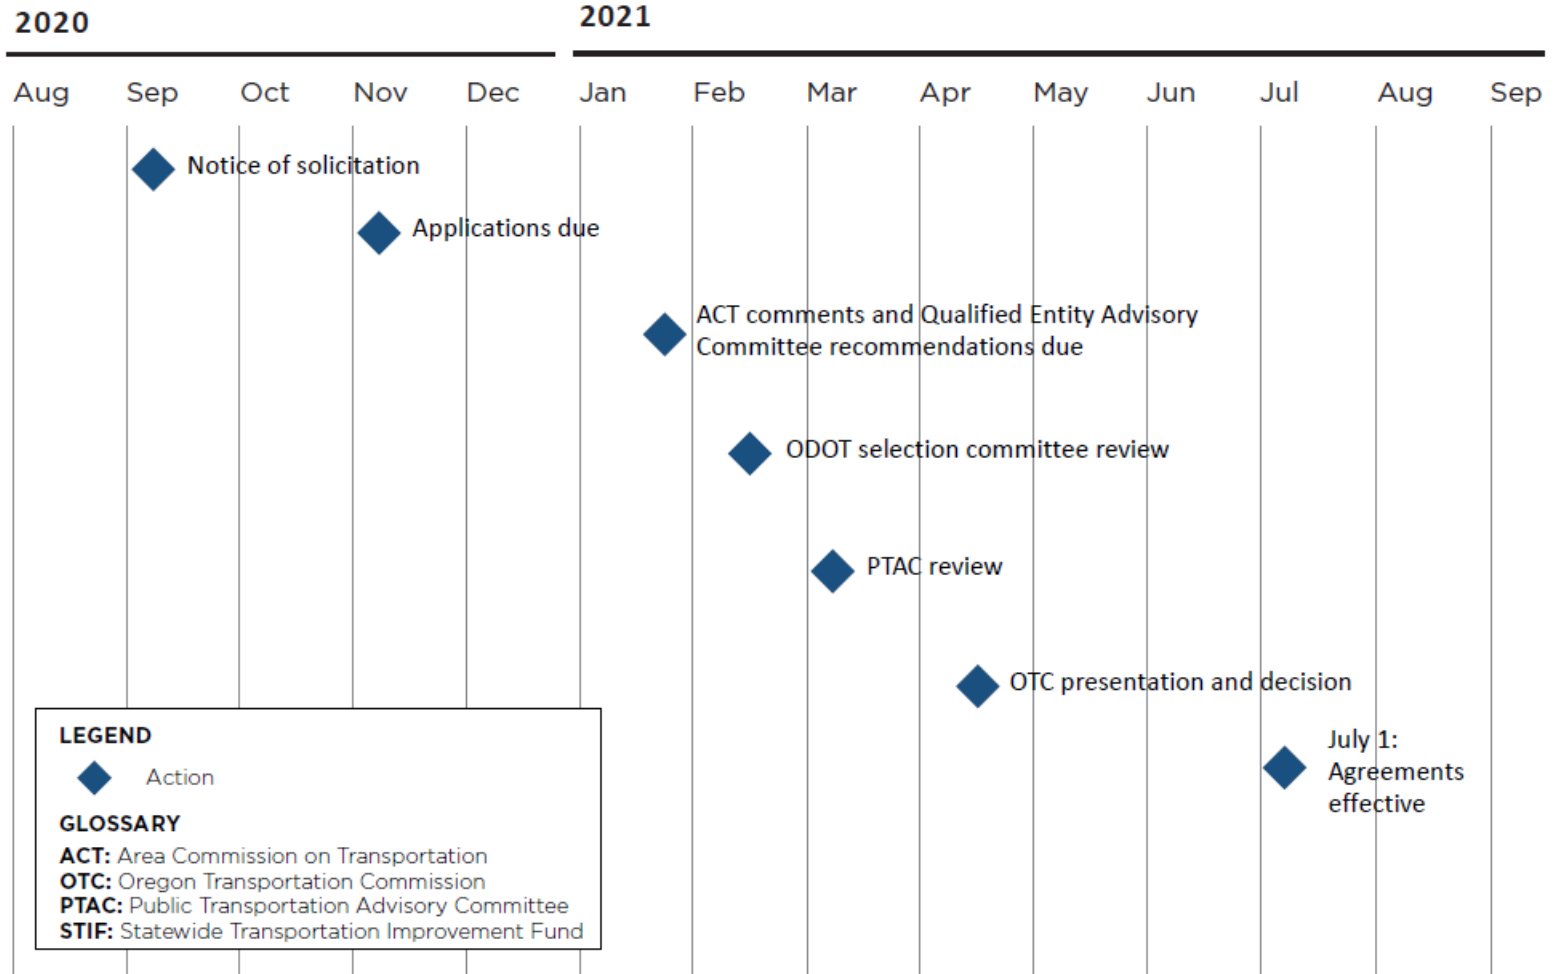 2020
2021
Aug Sep Oct Nov Dec Jan Feb Mar Apr May Jun Jul Aug Sep
Notice of solicitation
Applications due
ACT comments and Qualified Entity Advisory
Committee recommendations due
ODOT selection committee review
PTAC review
OTC presentation and decision
July 1:
Agreements
effective
LEGEND
Action
GLOSSARY
ACT: Area Commission on Transportation
OTC: Oregon Transportation Commission
PTAC: Public Transportation Advisory Committee
STIF: Statewide Transportation Improvement Fund